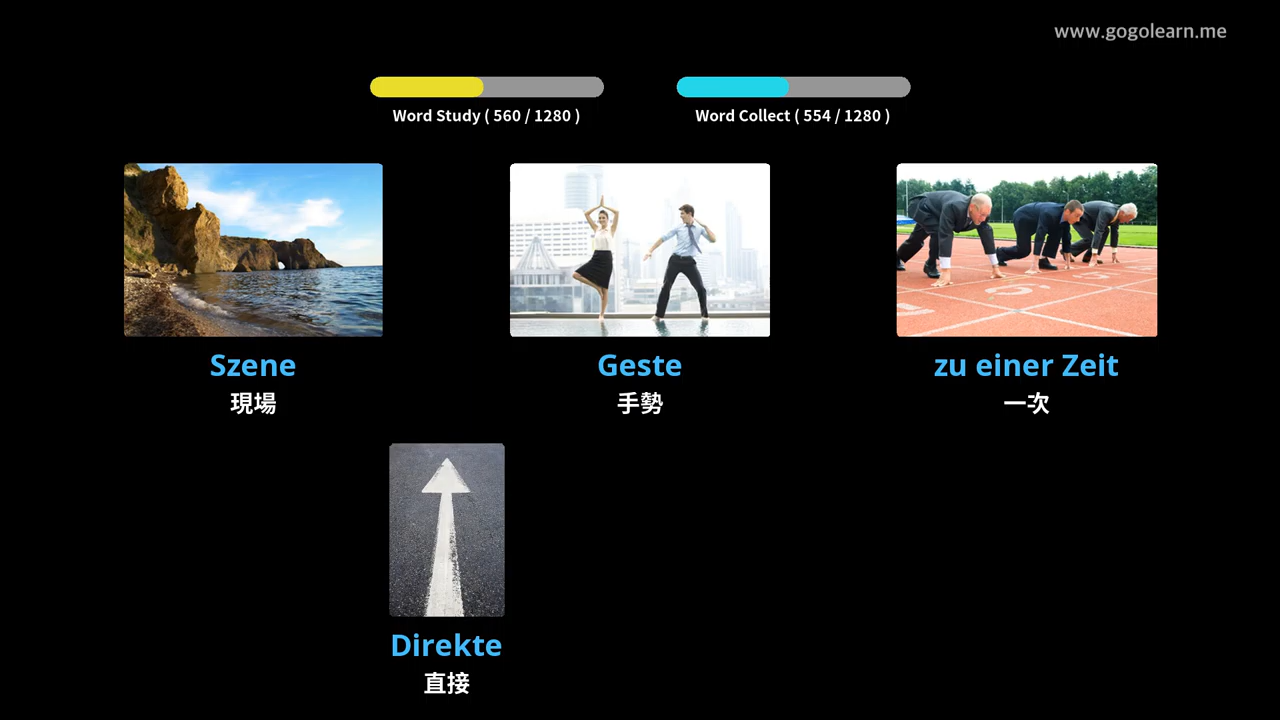 www.gogolearn.me
Word Study ( 560 / 1280 )
Word Collect ( 554 / 1280 )
Szene
現場
Geste
手勢
zu einer Zeit
一次
Direkte
直接